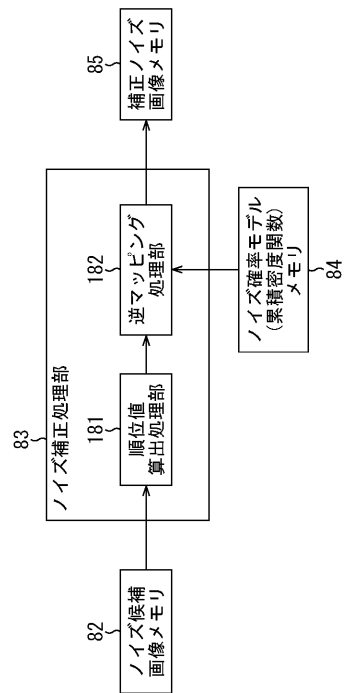 82
ノイズ候補
画像メモリ
83
ノイズ補正処理部
181
順位値
算出処理部
182
逆マッピング
処理部
ノイズ確率モデル
(累積密度関数)
メモリ
84
85
補正ノイズ
画像メモリ